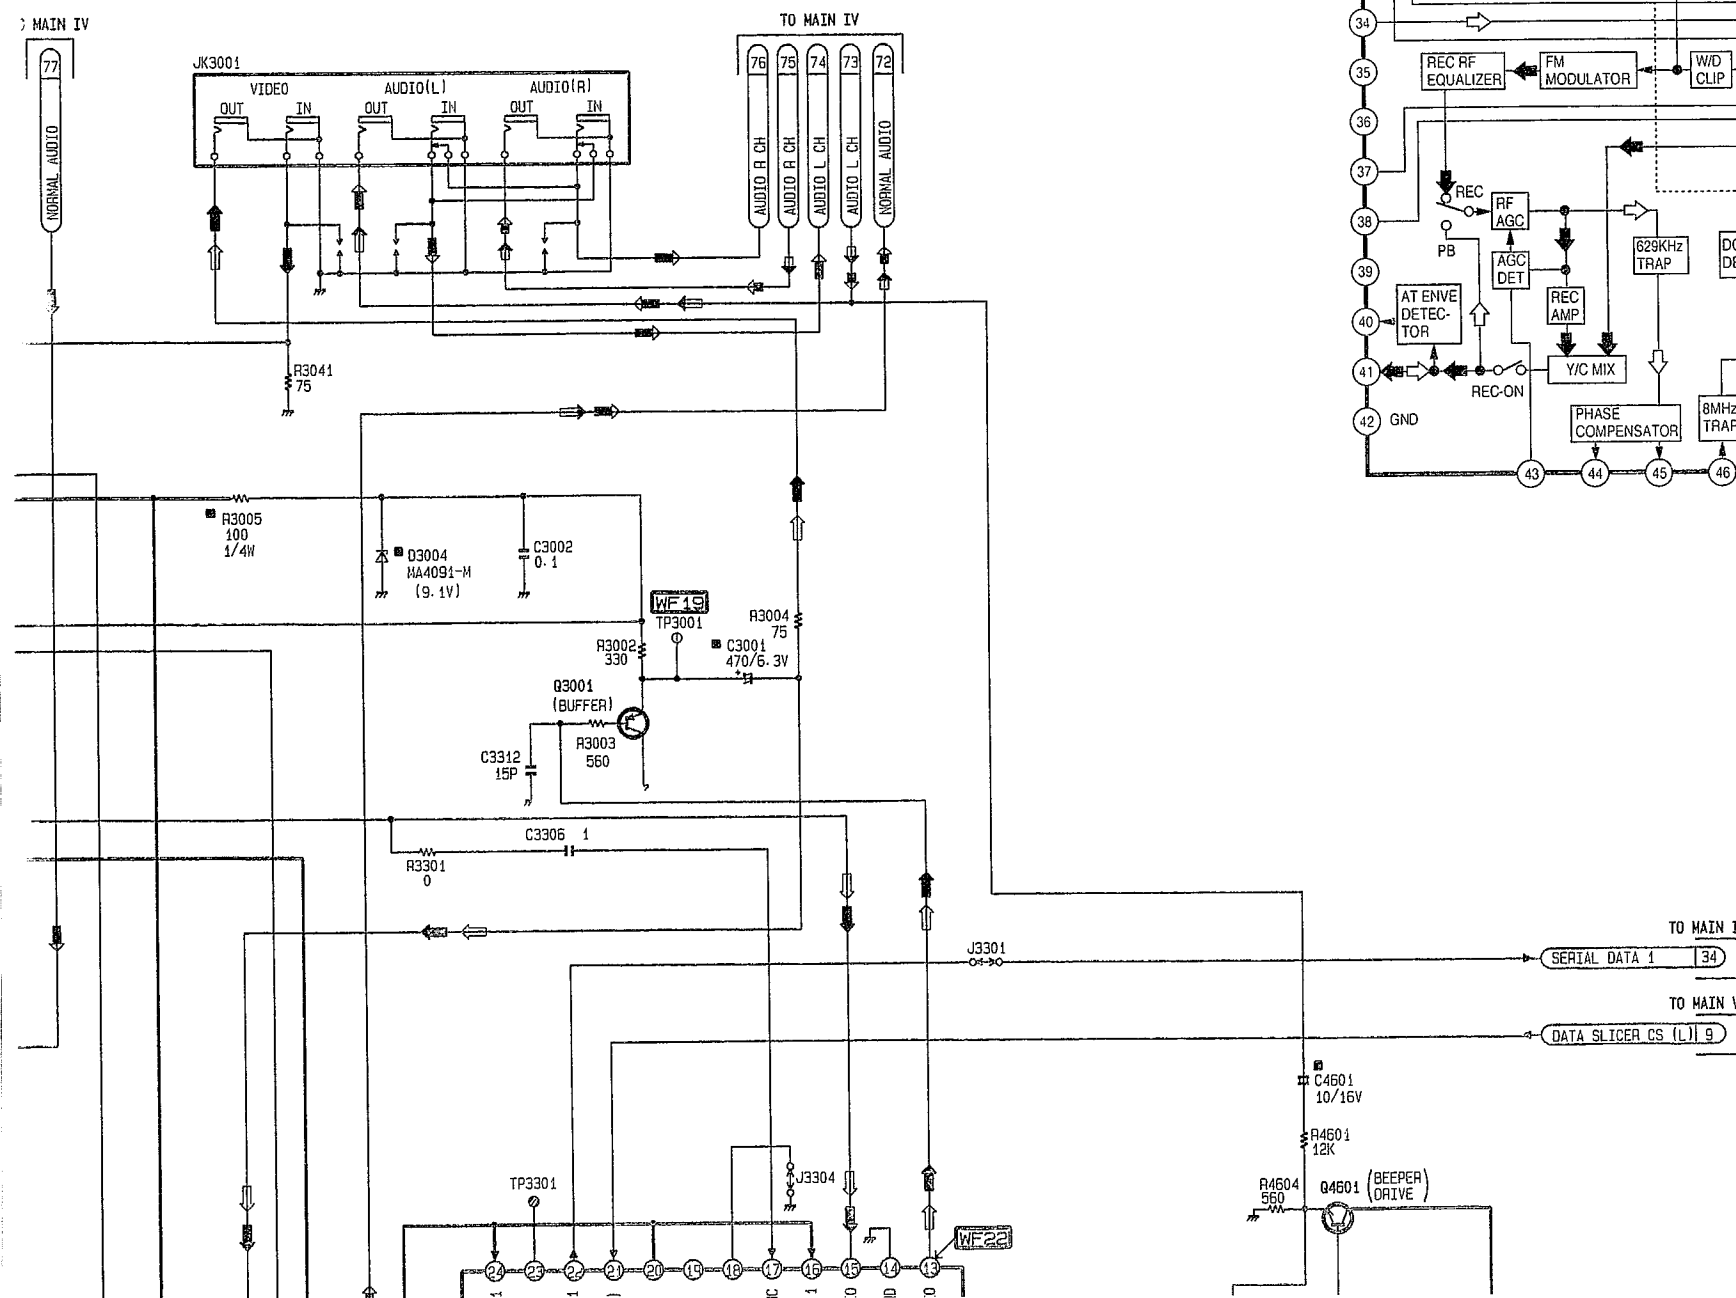 MAIN IV
77
NORMAL AUDIO
JK3001
VIDEO
AUDIO(L)
AUDIO(R)
OUT
IN
OUT
IN
OUT
IN
TO MAIN IV
76
75
74
73
72
AUDIO R CH
AUDIO R CH
AUDIO L CH
AUDIO L CH
NORMAL AUDIO
R3041
75
R3005
100
1/4W
D3004
MA4091-M
(9.1V)
C3002
0.1
WF19
TP3001
R3002
330
C3001
470/6.3V
R3004
75
Q3001
(BUFFER)
R3003
560
C3312
15P
C3306 1
R3301
0
J3301
TO MAIN
SERIAL DATA 1
34
TO MAIN
DATA SLICER CS (L)
9
C4601
10/16V
R4601
12K
R4604
560
Q4601
(BEEPER
DRIVE)
TP3301
J3304
WF22
24
23
22
21
20
19
18
17
16
15
14
13
34
35
36
37
38
39
40
41
42
GND
43
44
45
46
REC RF
EQUALIZER
FM
MODULATOR
W/D
CLIP
REC
PB
RF
AGC
AGC
DET
629KHz
TRAP
AT ENVE
DETEC-
TOR
REC
AMP
Y/C MIX
REC-ON
PHASE
COMPENSATOR
8MHz
TRAP